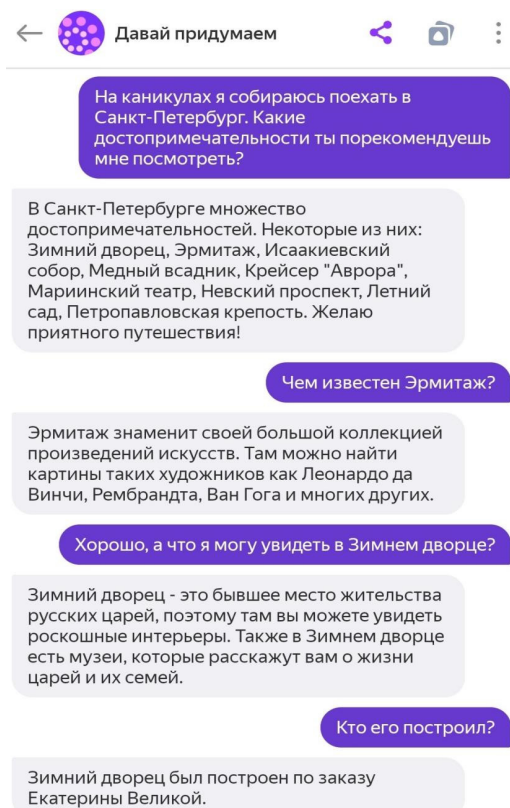 Давай придумаем
На каникулах я собираюсь поехать в
Санкт-Петербург. Какие
достопримечательности ты порекомендуешь
мне посмотреть?
В Санкт-Петербурге множество
достопримечательностей. Некоторые из них:
Зимний дворец, Эрмитаж, Исаакиевский
собор, Медный всадник, Крейсер "Аврора",
Мариинский театр, Невский проспект, Летний
сад, Петропавловская крепость. Желаю
приятного путешествия!
Чем известен Эрмитаж?
Эрмитаж знаменит своей большой коллекцией
произведений искусств. Там можно найти
картины таких художников как Леонардо да
Винчи, Рембрандта, Ван Гога и многих других.
Хорошо, а что я могу увидеть в Зимнем дворце?
Зимний дворец - это бывшее место жительства
русских царей, поэтому там вы можете увидеть
роскошные интерьеры. Также в Зимнем дворце
есть музеи, которые расскажут вам о жизни
царей и их семей.
Кто его построил?
Зимний дворец был построен по заказу
Екатерины Великой.